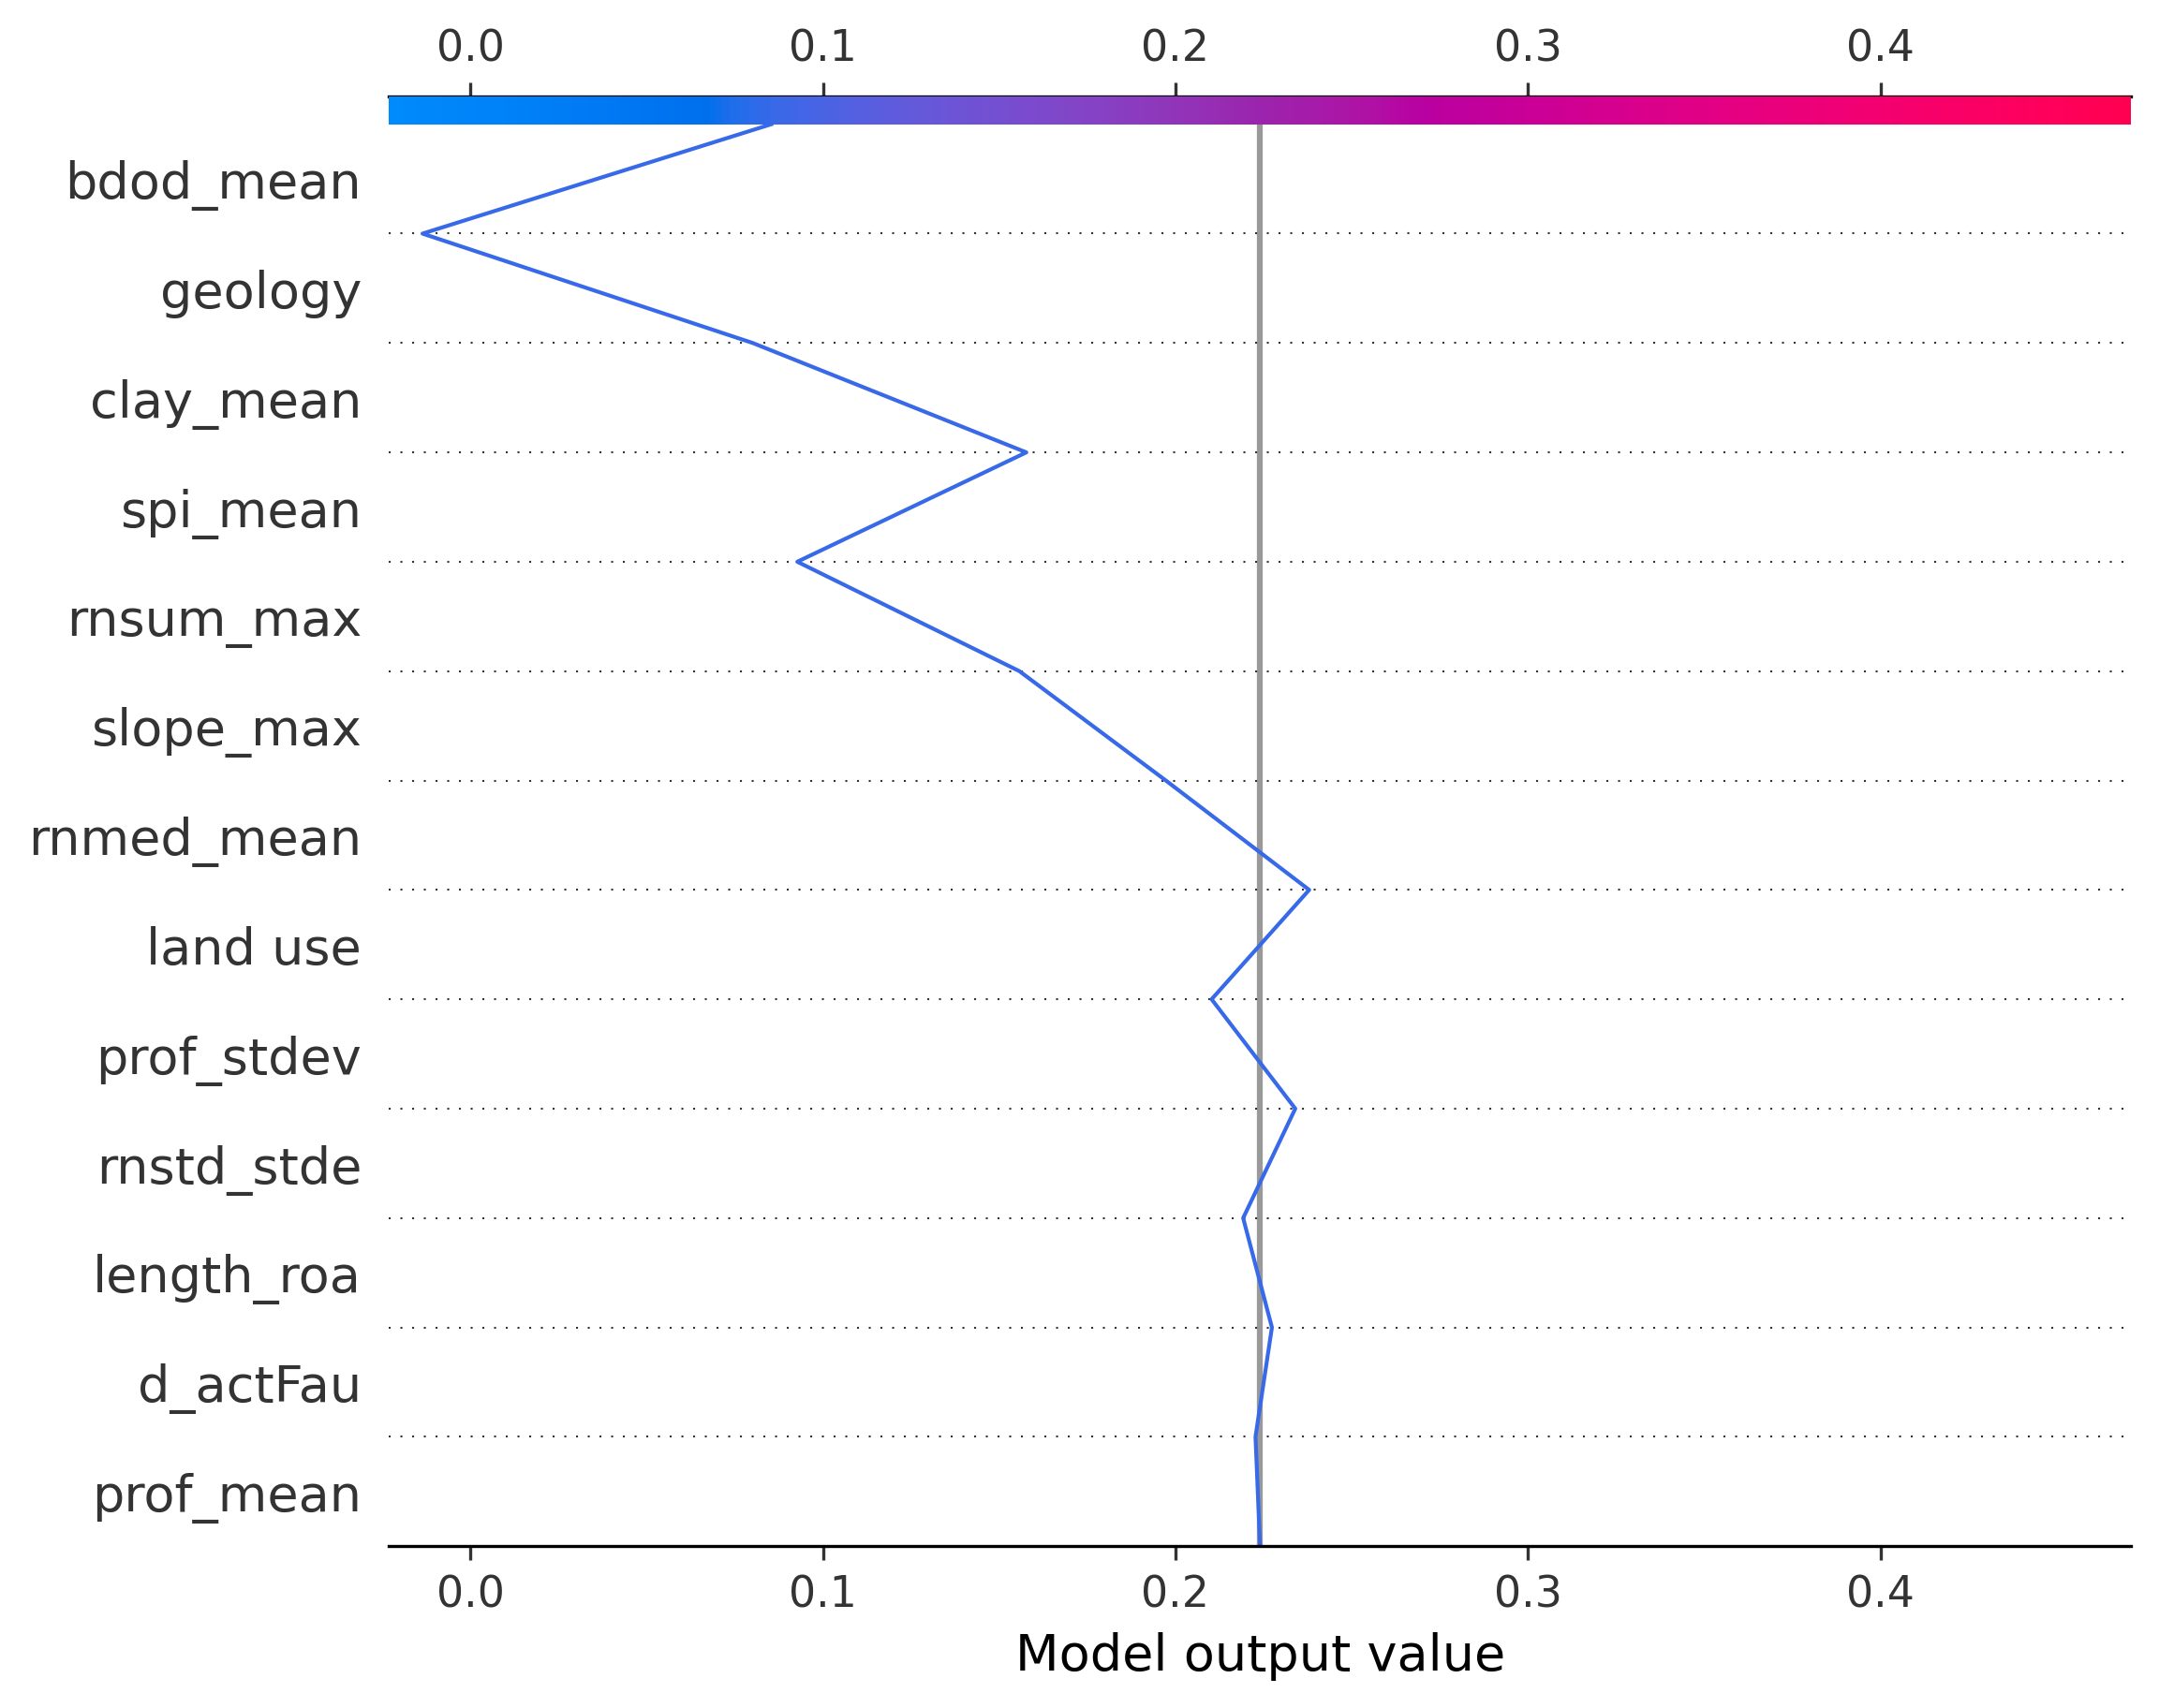 0.0 0.1 0.2 0.3 0.4
bdod_mean
geology
clay_mean
spi_mean
rnsum_max
slope_max
rnmed_mean
land use
prof_stdev
rnstd_stde
length_roa
d_actFau
prof_mean
0.0 0.1 0.2 0.3 0.4
Model output value